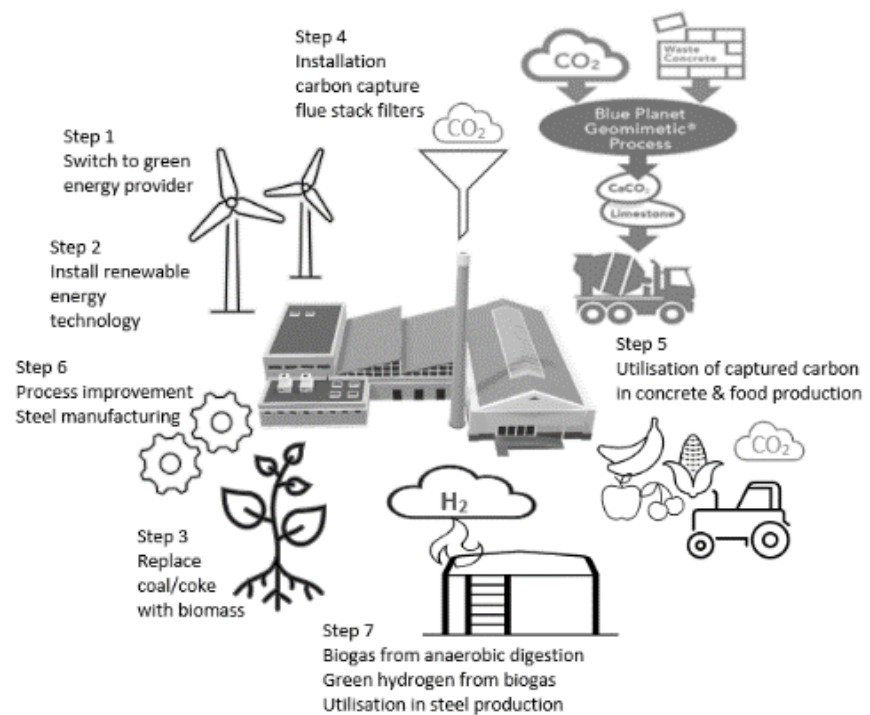 Step 4
Installation
carbon capture
flue stack filters
CO₂
CO₂
Waste
Concrete
Blue Planet
Geomimetic®
Process
CaCO₂
Limestone
Step 1
Switch to green
energy provider
Step 2
Install renewable
energy
technology
Step 5
Utilisation of captured carbon
in concrete & food production
CO₂
Step 6
Process improvement
Steel manufacturing
Step 3
Replace
coal/coke
with biomass
H₂
Step 7
Biogas from anaerobic digestion
Green hydrogen from biogas
Utilisation in steel production